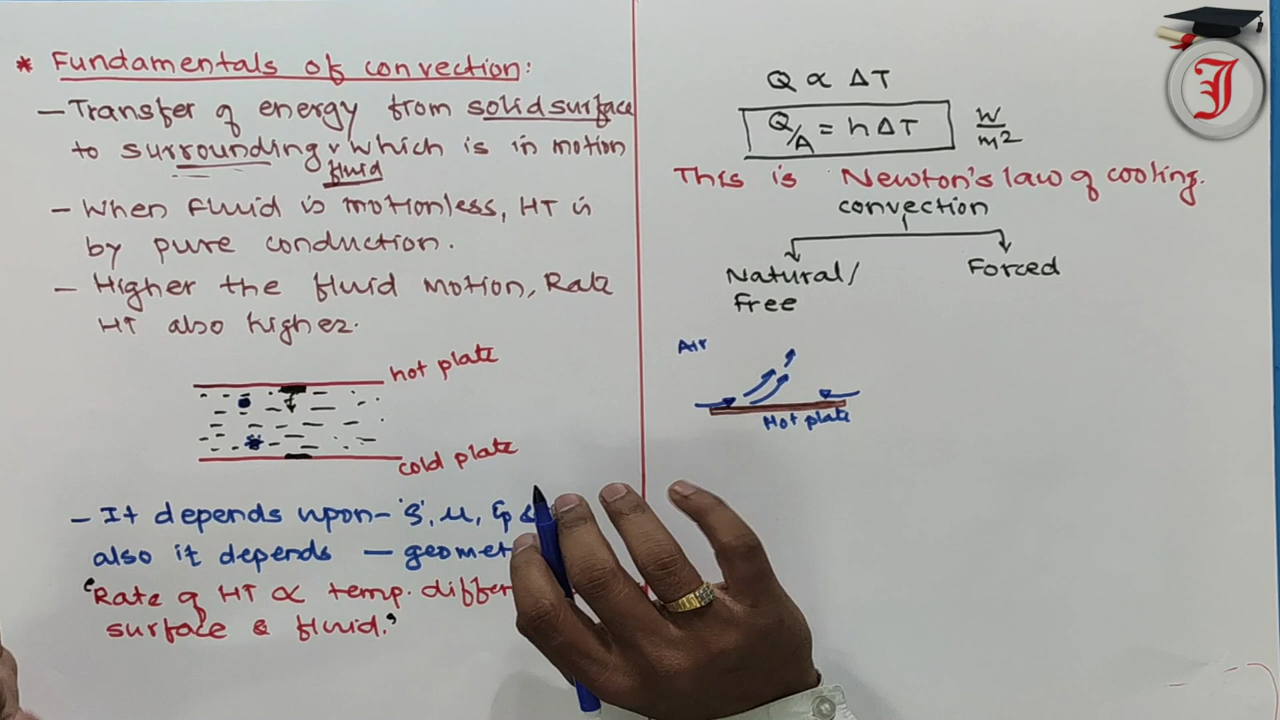 * Fundamentals of convection:
– Transfer of energy from solid surface
to surrounding, which is in motion
fluid
– When fluid is motionless, HT is
by pure conduction.
– Higher the fluid motion, Rate
HT also higher.
hot plate
cold plate
– It depends upon – 'ρ', μ, Cp &
also it depends — geomet
"Rate of HT ∝ temp. differ
surface & fluid."
Q ∝ ΔT
Q/A = h ΔT W/m²
This is Newton's law of cooling.
convection
Natural/ Forced
Free
Air
Hot plate
J